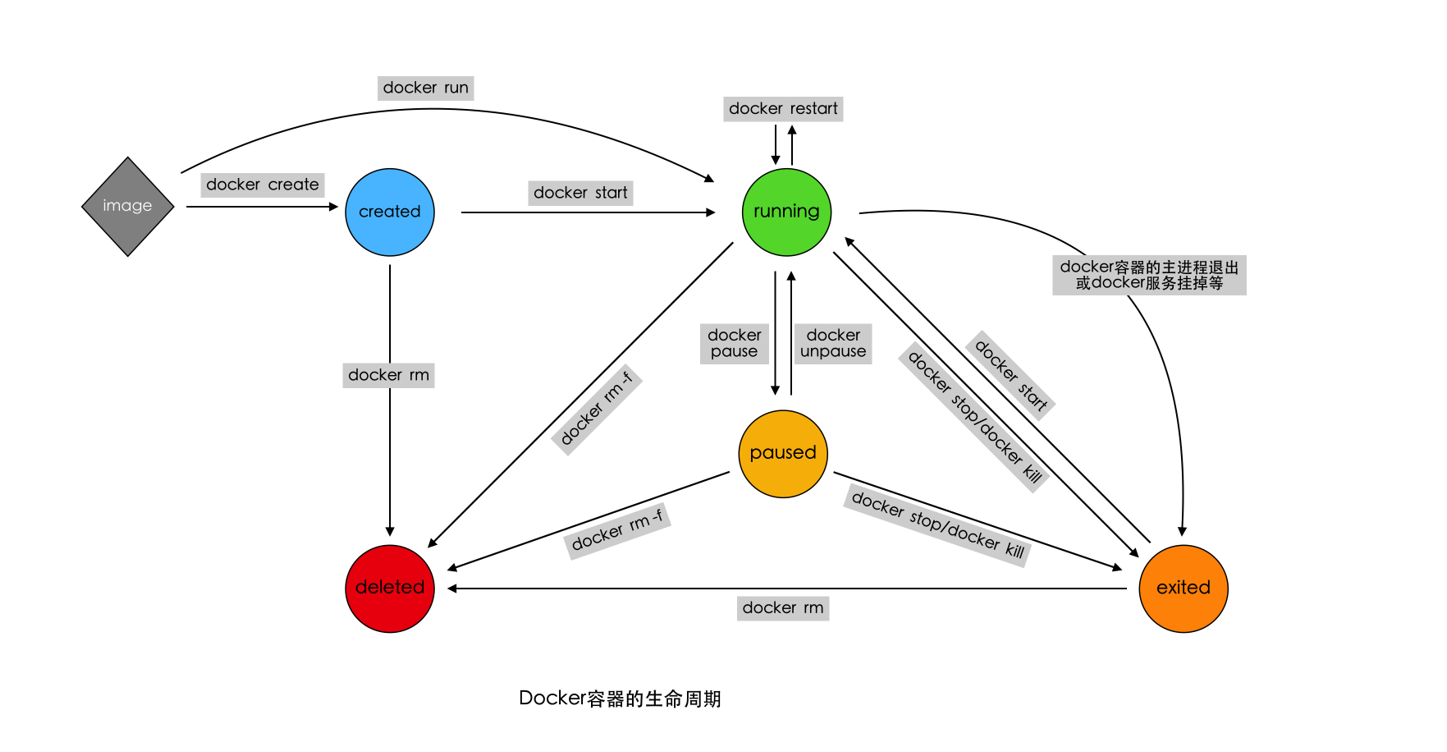 docker run
docker restart
image
docker create
created
docker start
running
docker容器的主进程退出
或docker服务挂掉等
docker
pause
docker
unpause
docker start
docker stop/docker kill
docker rm
docker rm -f
paused
docker rm -f
docker stop/docker kill
deleted
exited
docker rm
Docker容器的生命周期